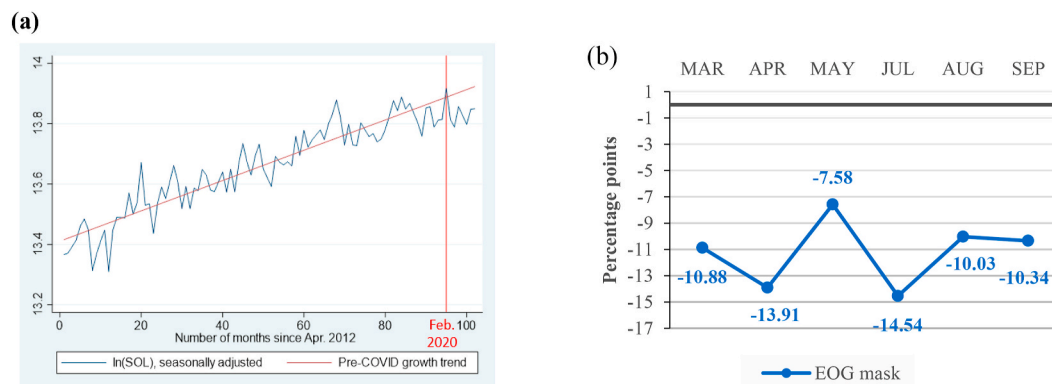 (a)
14
13.8
13.6
13.4
13.2
0 20 40 60 80 100
Feb.
2020
Number of months since Apr. 2012
ln(SOL), seasonally adjusted Pre-COVID growth trend
(b)
MAR APR MAY JUL AUG SEP
Percentage points
1
-1
-3
-5
-7
-9
-11
-13
-15
-17
-10.88
-13.91
-7.58
-14.54
-10.03
-10.34
EOG mask